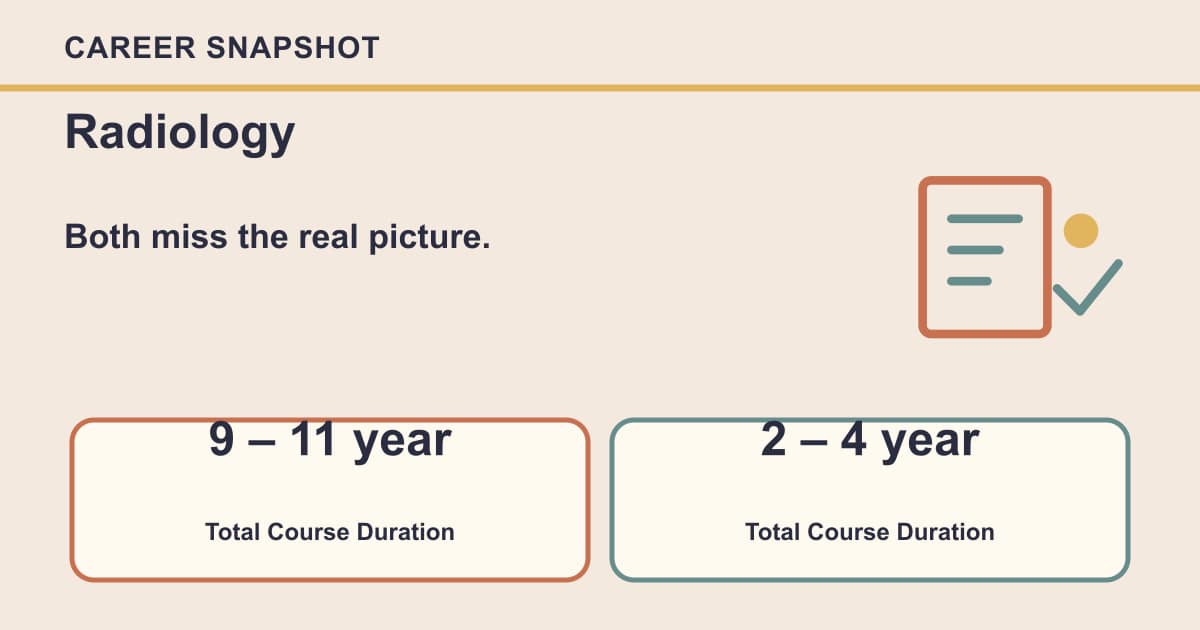 CAREER SNAPSHOT
Radiology
Both miss the real picture.
9 – 11 year
Total Course Duration
2 – 4 year
Total Course Duration